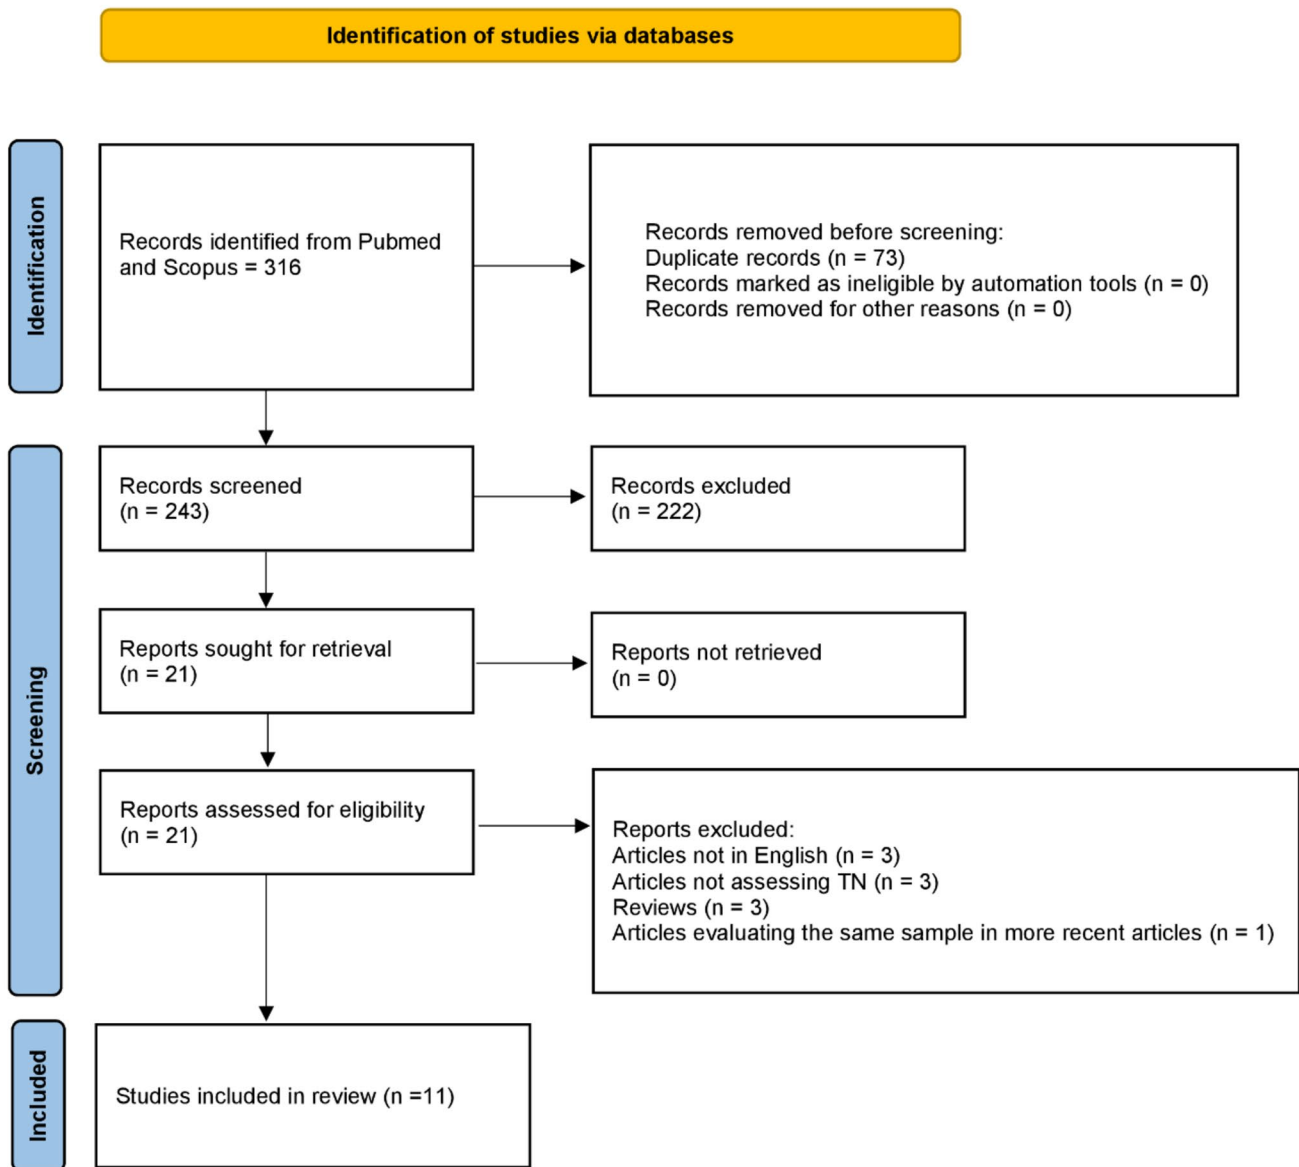 Identification of studies via databases
Identification
Records identified from Pubmed
and Scopus = 316
Records removed before screening:
Duplicate records (n = 73)
Records marked as ineligible by automation tools (n = 0)
Records removed for other reasons (n = 0)
Screening
Records screened
(n = 243)
Records excluded
(n = 222)
Reports sought for retrieval
(n = 21)
Reports not retrieved
(n = 0)
Reports assessed for eligibility
(n = 21)
Reports excluded:
Articles not in English (n = 3)
Articles not assessing TN (n = 3)
Reviews (n = 3)
Articles evaluating the same sample in more recent articles (n = 1)
Included
Studies included in review (n =11)